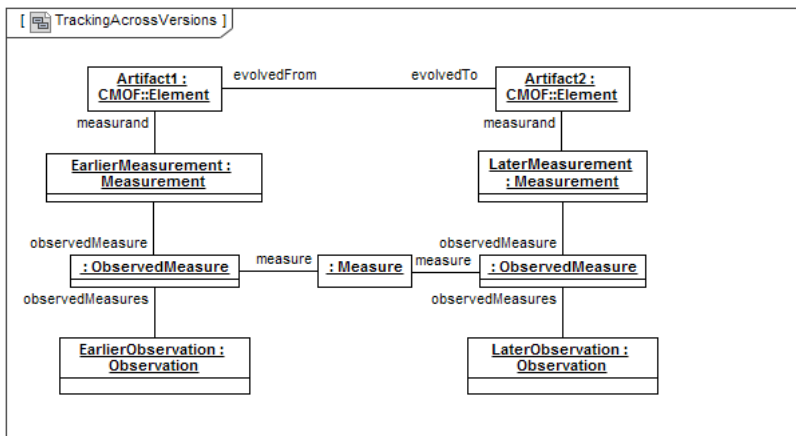 [ TrackingAcrossVersions ]
Artifact1 :
CMOF::Element
evolvedFrom
evolvedTo
Artifact2 :
CMOF::Element
measurand
measurand
EarlierMeasurement :
Measurement
LaterMeasurement
: Measurement
observedMeasure
observedMeasure
: ObservedMeasure
measure
: Measure
measure
: ObservedMeasure
observedMeasures
observedMeasures
EarlierObservation :
Observation
LaterObservation :
Observation